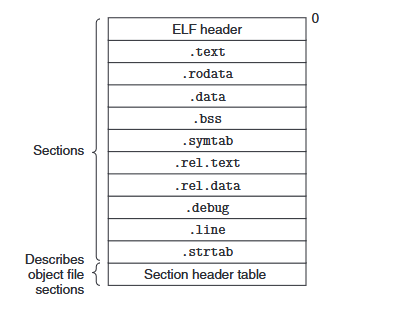 0
ELF header
.text
.rodata
.data
.bss
.symtab
Sections
.rel.text
.rel.data
.debug
.line
.strtab
Describes
object file
sections
Section header table